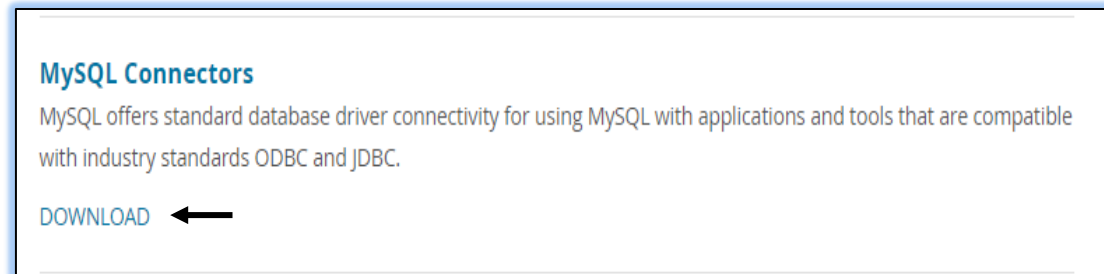 MySQL Connectors
MySQL offers standard database driver connectivity for using MySQL with applications and tools that are compatible
with industry standards ODBC and JDBC.
DOWNLOAD